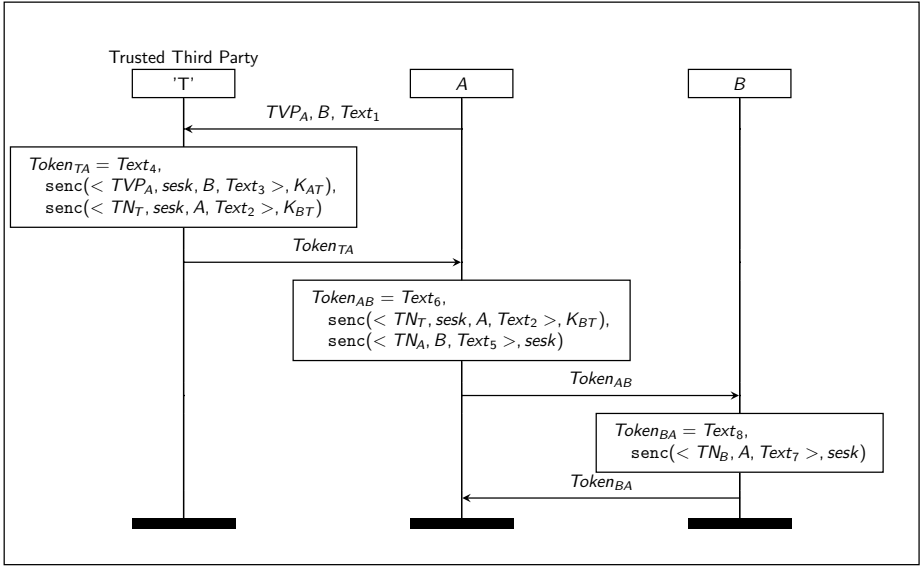 Trusted Third Party
'T'
A
B
TVP_A, B, Text_1
Token_TA = Text_4,
senc(< TVP_A, sesk, B, Text_3 >, K_AT),
senc(< TN_T, sesk, A, Text_2 >, K_BT)
Token_TA
Token_AB = Text_6,
senc(< TN_T, sesk, A, Text_2 >, K_BT),
senc(< TN_A, B, Text_5 >, sesk)
Token_AB
Token_BA = Text_8,
senc(< TN_B, A, Text_7 >, sesk)
Token_BA